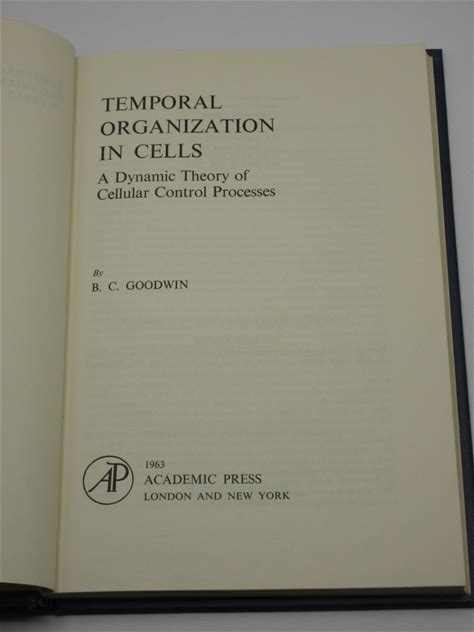 TEMPORAL
ORGANIZATION
IN CELLS
A Dynamic Theory of
Cellular Control Processes
By
B. C. GOODWIN
AP
1963
ACADEMIC PRESS
LONDON AND NEW YORK